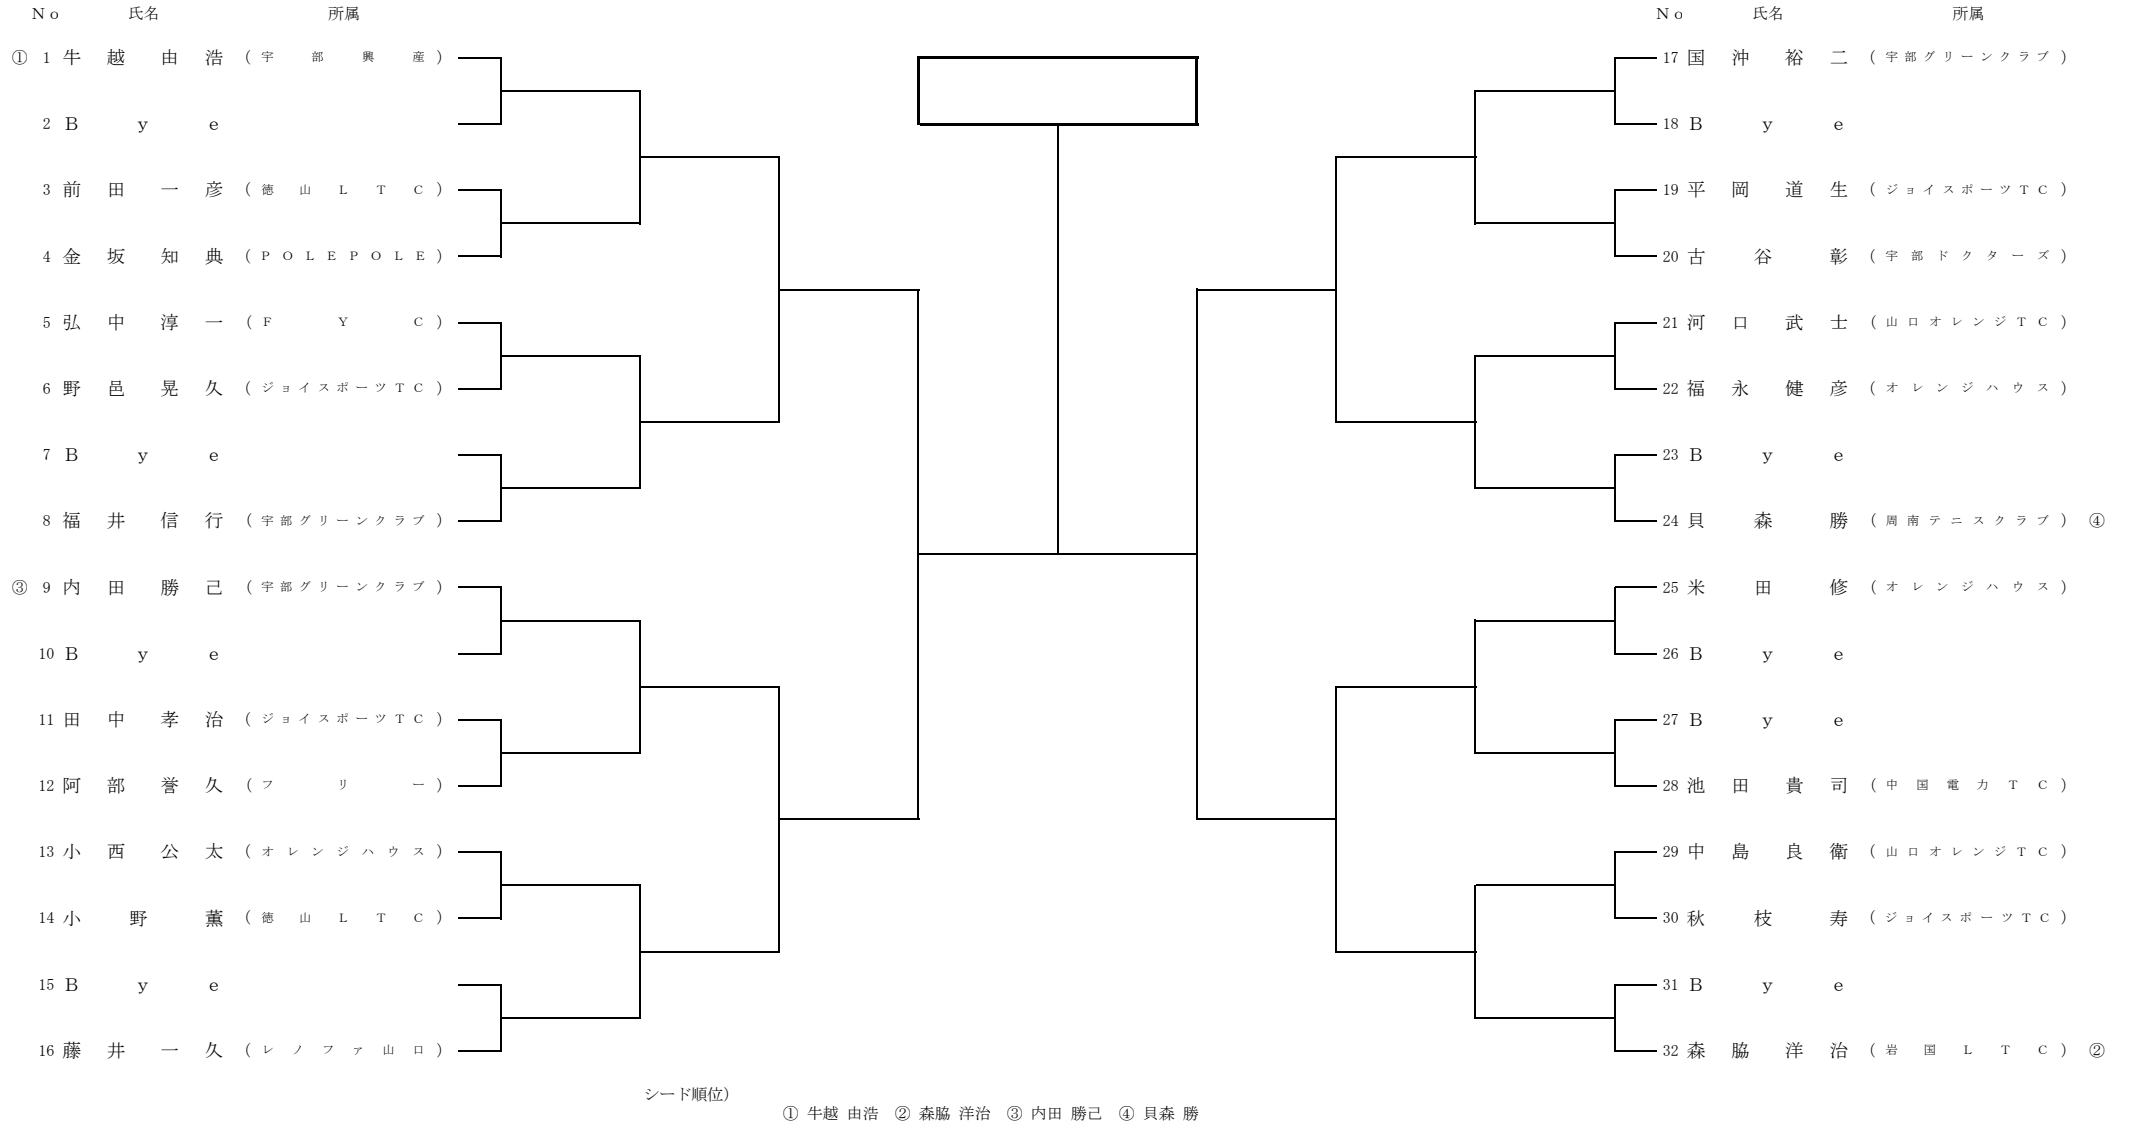 No 氏名 所属
① 1 牛越由浩 (宇部興産)
2 Bye
3 前田一彦 (徳山LTC)
4 金坂知典 (POLEPOLE)
5 弘中淳一 (FYC)
6 野邑晃久 (ジョイスポーツTC)
7 Bye
8 福井信行 (宇部グリーンクラブ)
③ 9 内田勝己 (宇部グリーンクラブ)
10 Bye
11 田中孝治 (ジョイスポーツTC)
12 阿部誉久 (フリー)
13 小西公太 (オレンジハウス)
14 小野薫 (徳山LTC)
15 Bye
16 藤井一久 (レノファ山口)
No 氏名 所属
17 国沖裕二 (宇部グリーンクラブ)
18 Bye
19 平岡道生 (ジョイスポーツTC)
20 古谷彰 (宇部ドクターズ)
21 河口武士 (山口オレンジTC)
22 福永健彦 (オレンジハウス)
23 Bye
24 貝森勝 (周南テニスクラブ) ④
25 米田修 (オレンジハウス)
26 Bye
27 Bye
28 池田貴司 (中国電力TC)
29 中島良衛 (山口オレンジTC)
30 秋枝寿 (ジョイスポーツTC)
31 Bye
32 森脇洋治 (岩国LTC) ②
シード順位)
① 牛越 由浩 ② 森脇 洋治 ③ 内田 勝己 ④ 貝森 勝